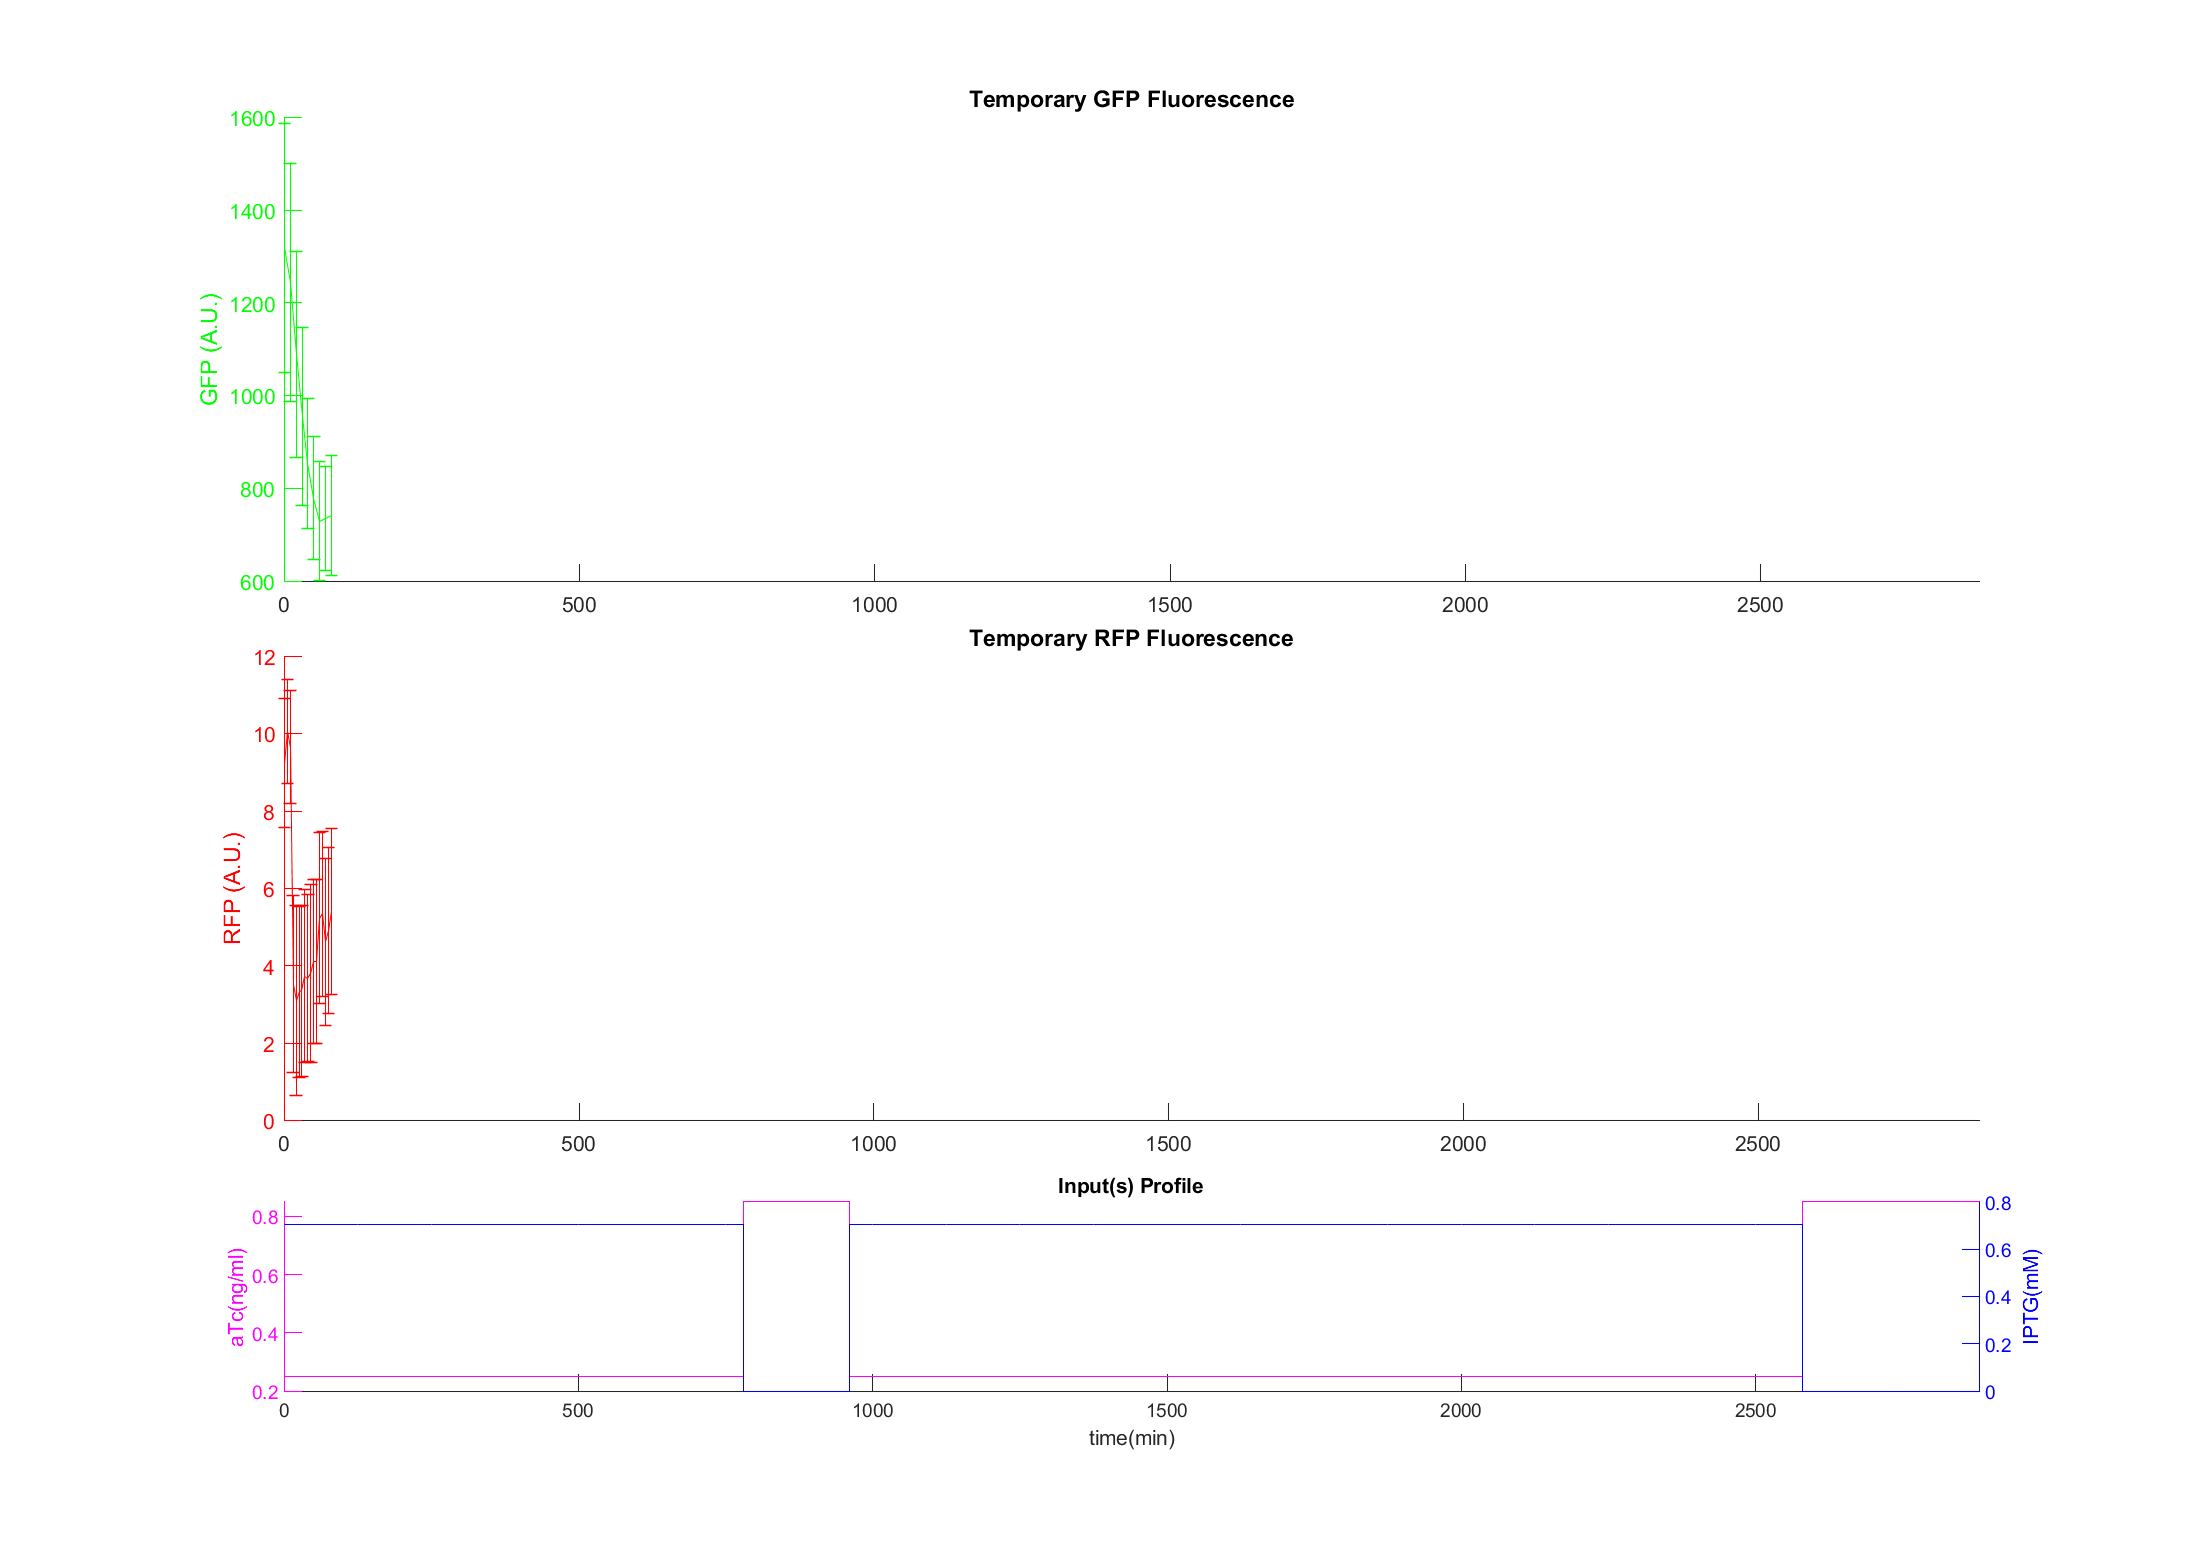 Temporary GFP Fluorescence
1600
1400
1200
1000
800
600
GFP (A.U.)
0 500 1000 1500 2000 2500
Temporary RFP Fluorescence
12
10
8
6
4
2
0
RFP (A.U.)
0 500 1000 1500 2000 2500
Input(s) Profile
0.8
0.6
0.4
0.2
aTc(ng/ml)
0.8
0.6
0.4
0.2
0
IPTG(mM)
0 500 1000 1500 2000 2500
time(min)